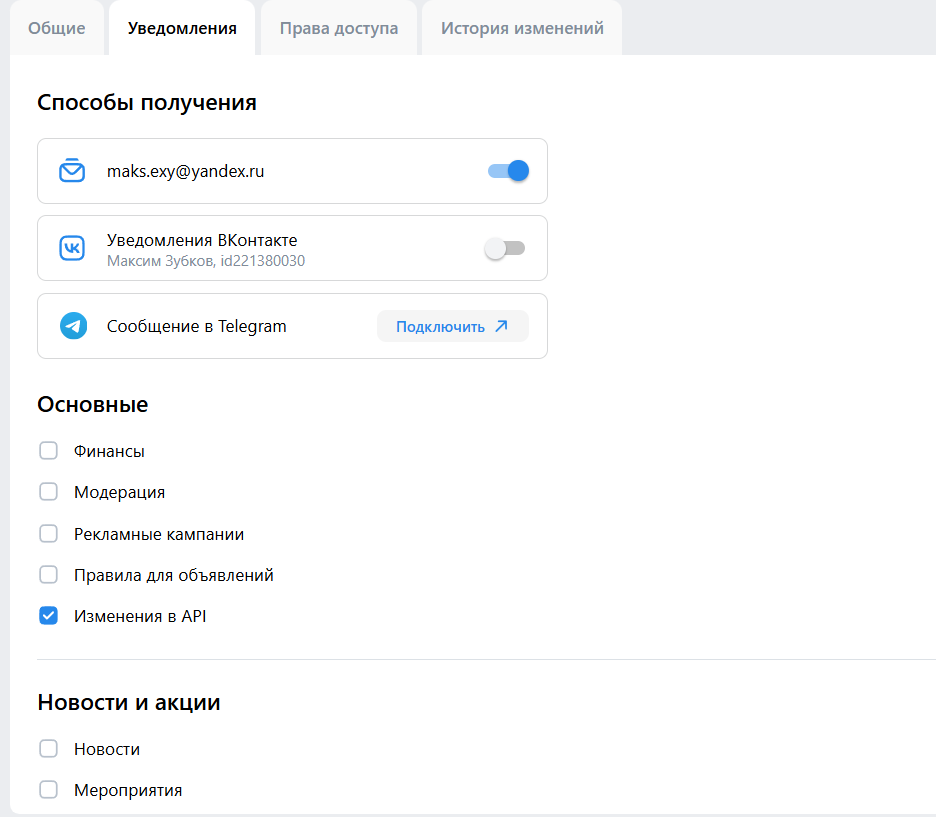 Общие Уведомления Права доступа История изменений
Способы получения
maks.exy@yandex.ru
Уведомления ВКонтакте
Максим Зубков, id221380030
Сообщение в Telegram Подключить
Основные
Финансы
Модерация
Рекламные кампании
Правила для объявлений
Изменения в API
Новости и акции
Новости
Мероприятия